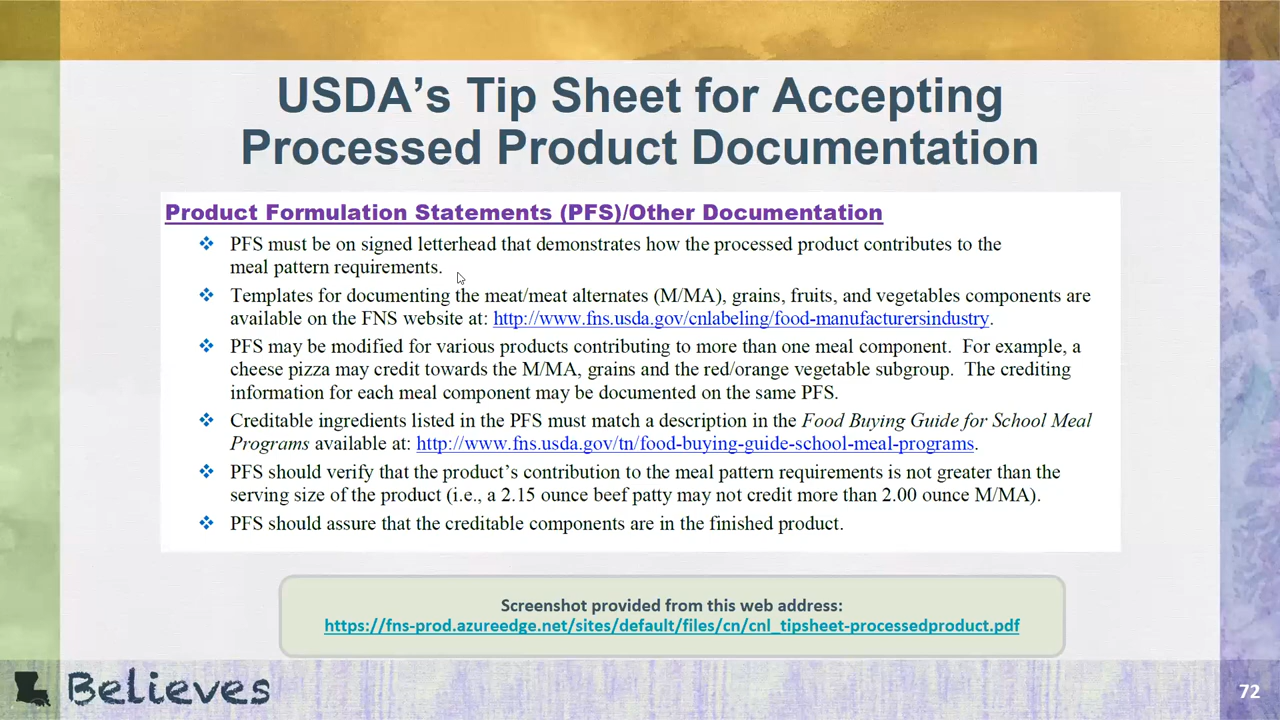 USDA’s Tip Sheet for Accepting
Processed Product Documentation
Product Formulation Statements (PFS)/Other Documentation
❖ PFS must be on signed letterhead that demonstrates how the processed product contributes to the
meal pattern requirements.
❖ Templates for documenting the meat/meat alternates (M/MA), grains, fruits, and vegetables components are
available on the FNS website at: http://www.fns.usda.gov/cnlabeling/food-manufacturersindustry.
❖ PFS may be modified for various products contributing to more than one meal component.  For example, a
cheese pizza may credit towards the M/MA, grains and the red/orange vegetable subgroup.  The crediting
information for each meal component may be documented on the same PFS.
❖ Creditable ingredients listed in the PFS must match a description in the Food Buying Guide for School Meal
Programs available at: http://www.fns.usda.gov/tn/food-buying-guide-school-meal-programs.
❖ PFS should verify that the product’s contribution to the meal pattern requirements is not greater than the
serving size of the product (i.e., a 2.15 ounce beef patty may not credit more than 2.00 ounce M/MA).
❖ PFS should assure that the creditable components are in the finished product.
Screenshot provided from this web address:
https://fns-prod.azureedge.net/sites/default/files/cn/cnl_tipsheet-processedproduct.pdf
Believes
72